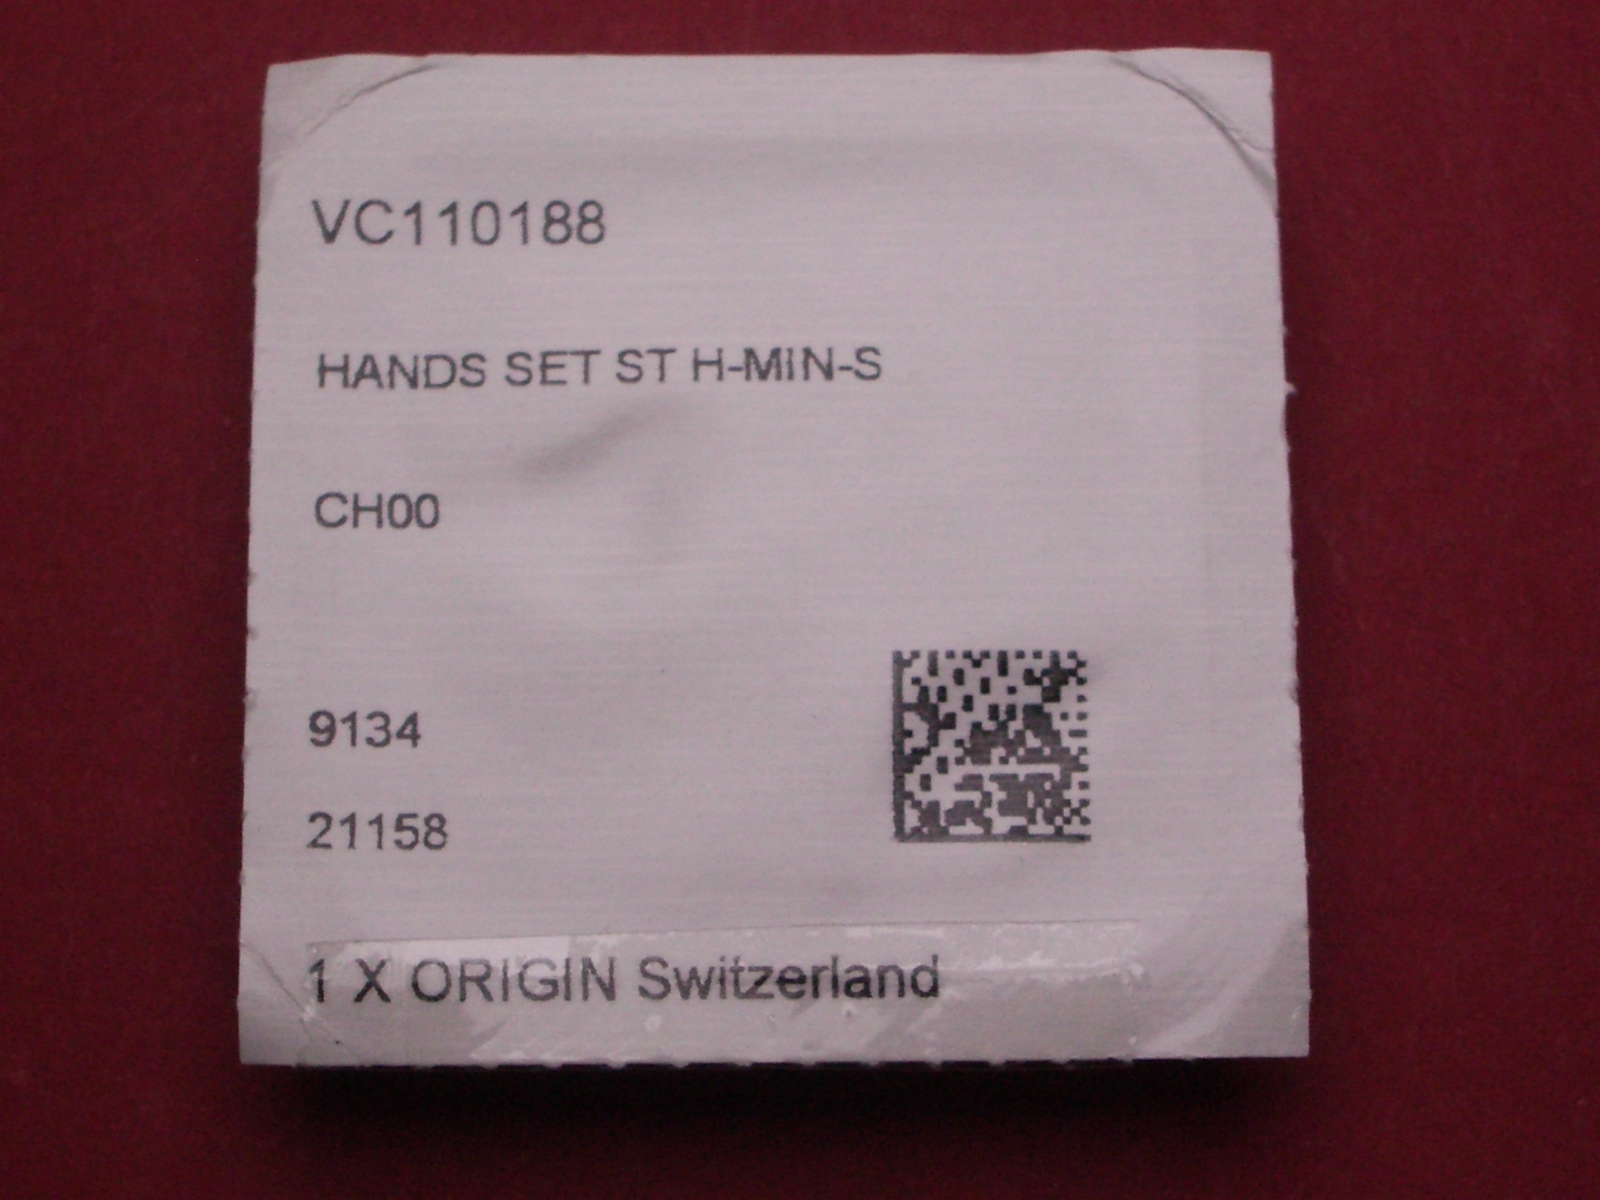 VC110188
HANDS SET ST H-MIN-S
CH00
9134
21158
1 X ORIGIN Switzerland